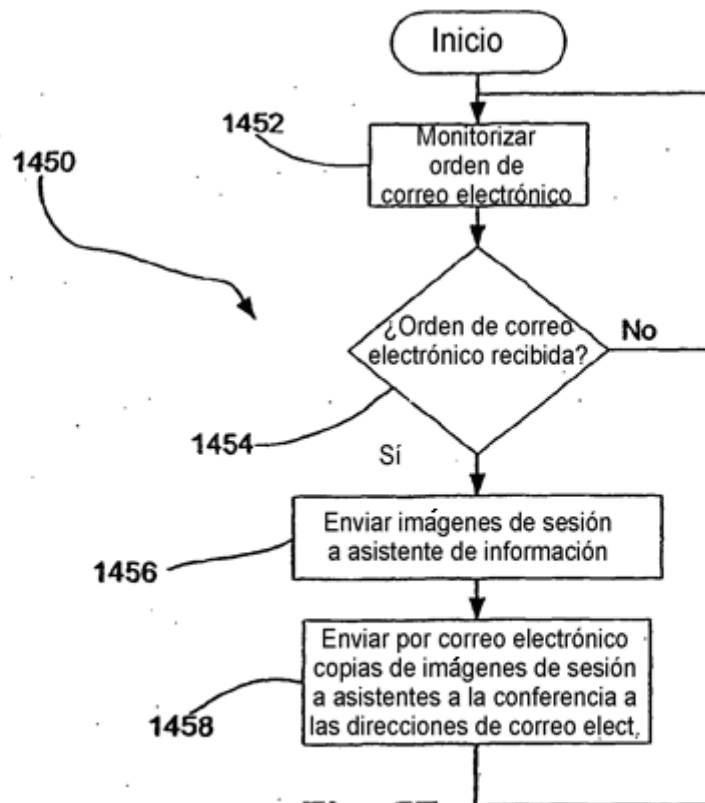 Inicio
1452
Monitorizar
orden de
correo electrónico
1450
¿Orden de correo
electrónico recibida?
No
1454
Sí
Enviar imágenes de sesión
a asistente de información
1456
Enviar por correo electrónico
copias de imágenes de sesión
a asistentes a la conferencia a
las direcciones de correo elect,
1458